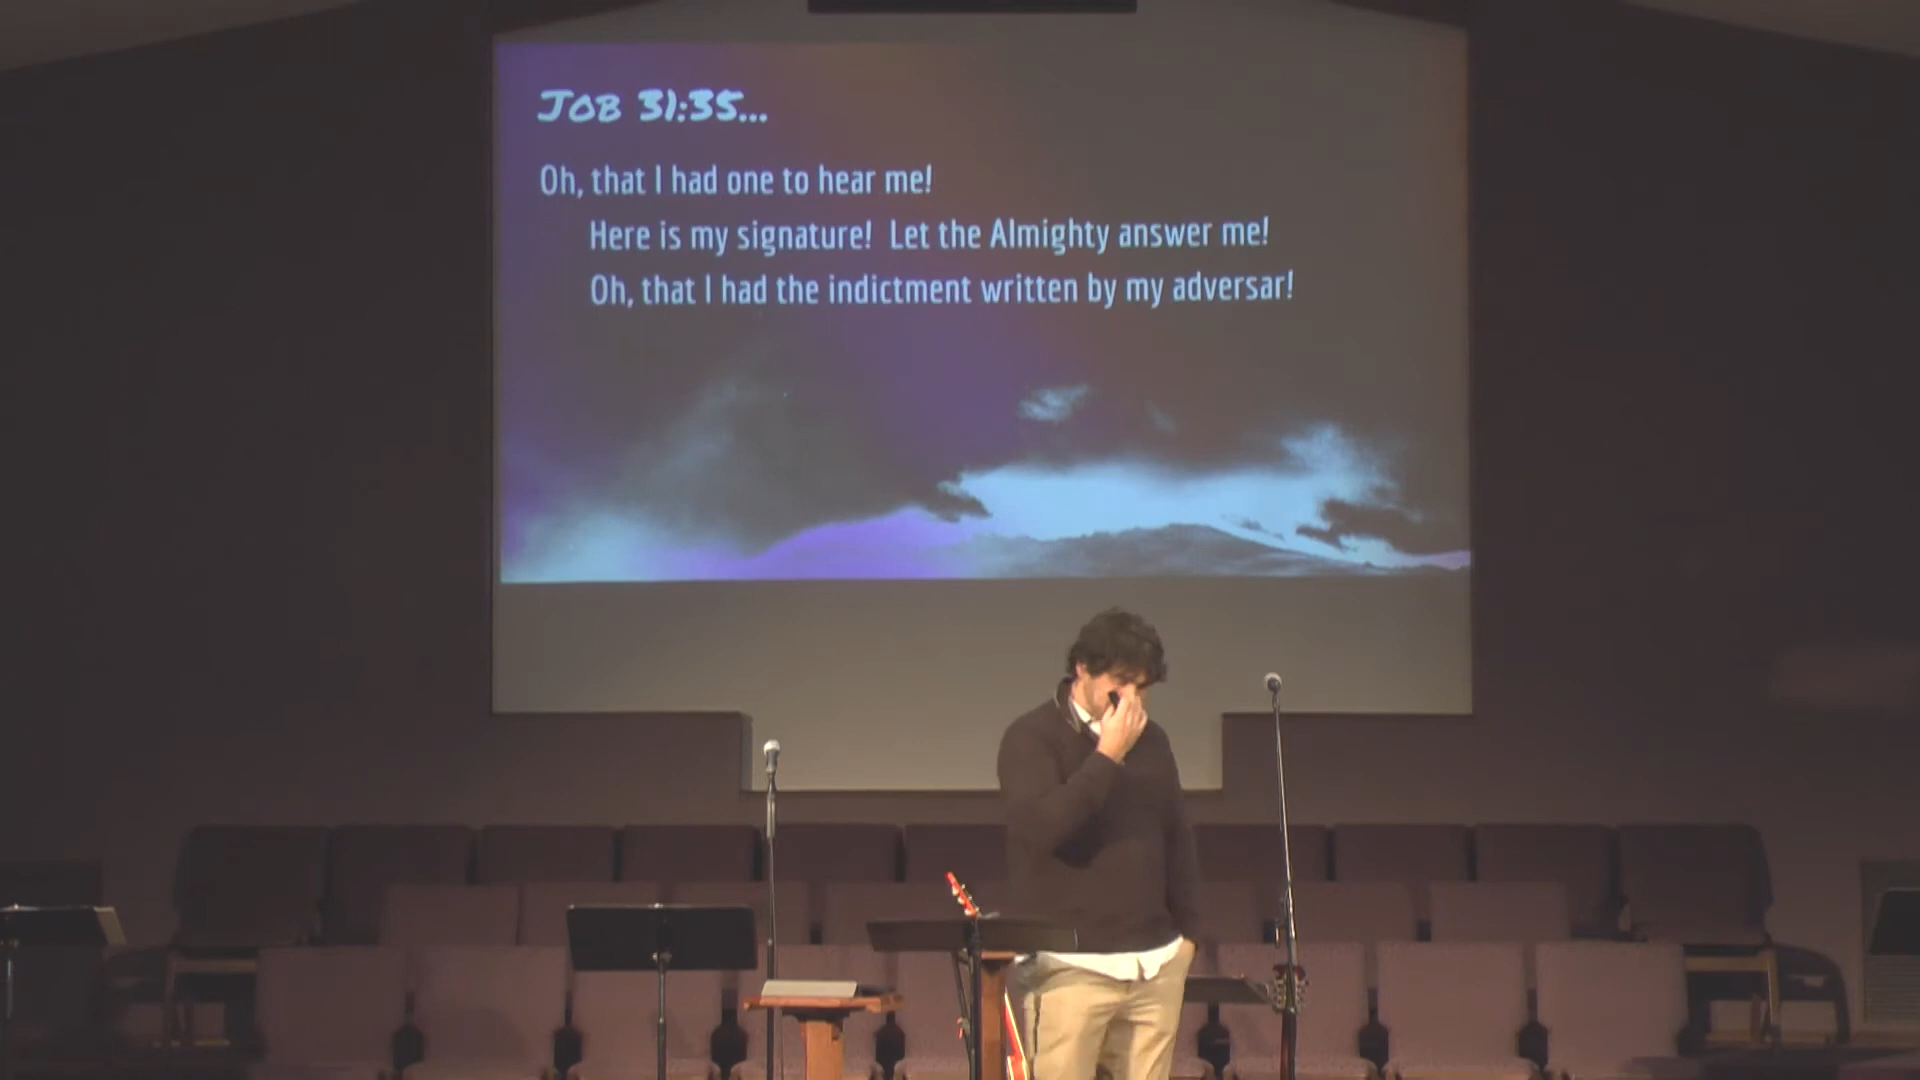 Job 31:35...
Oh, that I had one to hear me!
Here is my signature!  Let the Almighty answer me!
Oh, that I had the indictment written by my adversar!